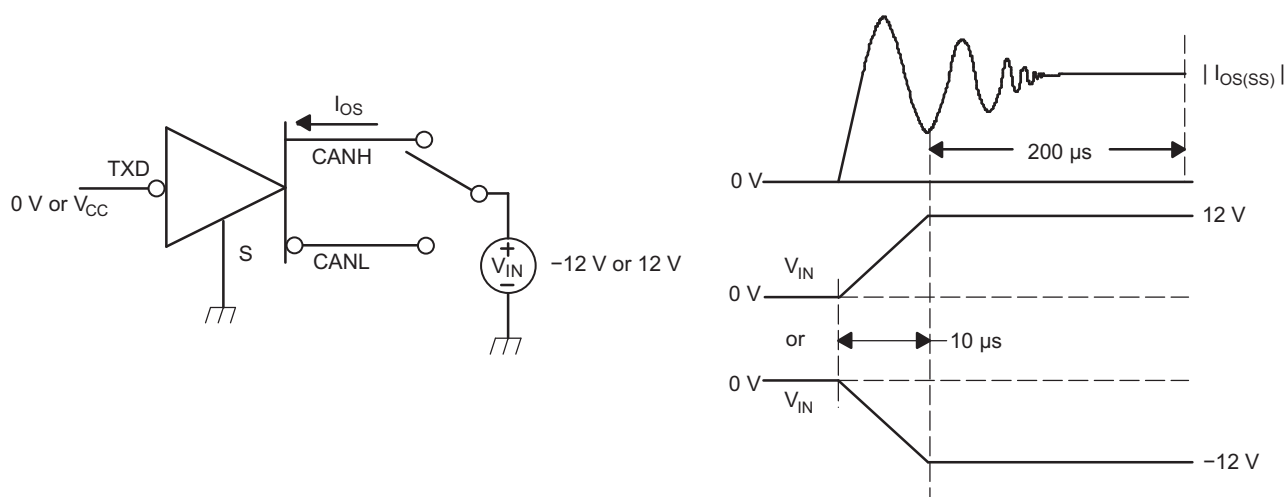 I_OS
TXD
CANH
0 V or V_CC
S
CANL
+
V_IN
−
−12 V or 12 V
| I_OS(SS) |
200 µs
0 V
12 V
V_IN
0 V
or
10 µs
0 V
V_IN
−12 V